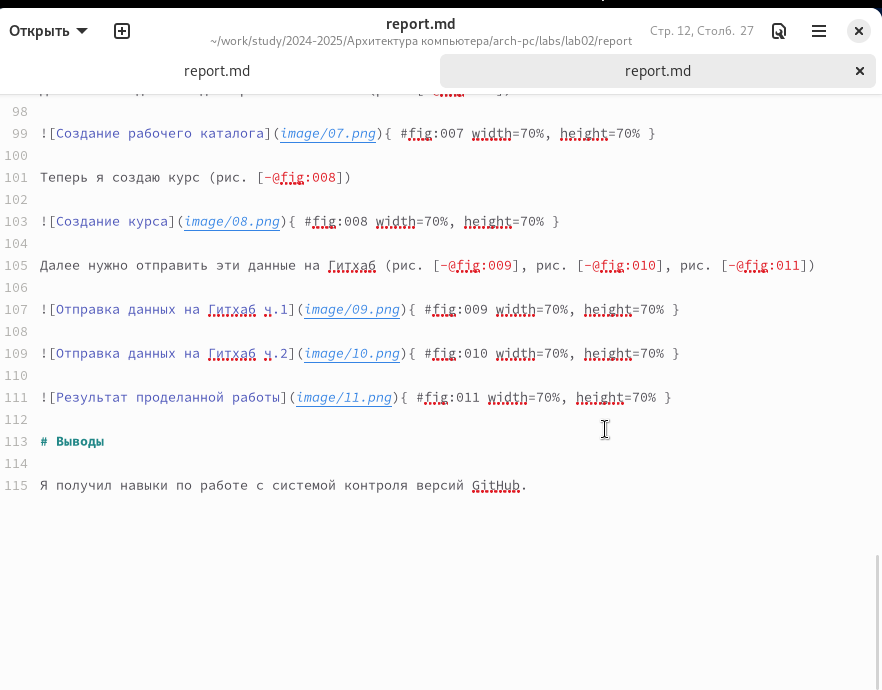 Открыть
report.md
~/work/study/2024-2025/Архитектура компьютера/arch-pc/labs/lab02/report
Стр. 12, Столб. 27
report.md
report.md
98
99 ![Создание рабочего каталога](image/07.png){ #fig:007 width=70%, height=70% }
100
101 Теперь я создаю курс (рис. [-@fig:008])
102
103 ![Создание курса](image/08.png){ #fig:008 width=70%, height=70% }
104
105 Далее нужно отправить эти данные на Гитхаб (рис. [-@fig:009], рис. [-@fig:010], рис. [-@fig:011])
106
107 ![Отправка данных на Гитхаб ч.1](image/09.png){ #fig:009 width=70%, height=70% }
108
109 ![Отправка данных на Гитхаб ч.2](image/10.png){ #fig:010 width=70%, height=70% }
110
111 ![Результат проделанной работы](image/11.png){ #fig:011 width=70%, height=70% }
112
113 # Выводы
114
115 Я получил навыки по работе с системой контроля версий GitHub.